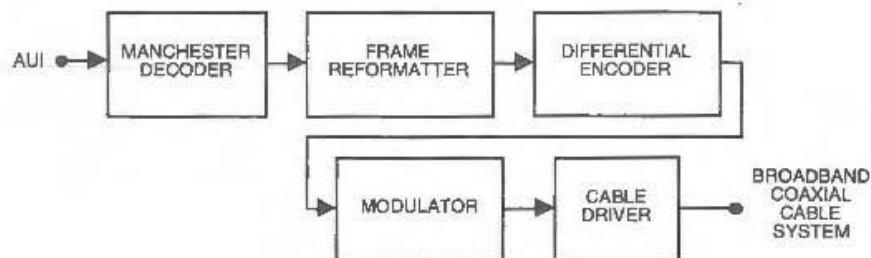 AUI
MANCHESTER
DECODER
FRAME
REFORMATTER
DIFFERENTIAL
ENCODER
MODULATOR
CABLE
DRIVER
BROADBAND
COAXIAL
CABLE
SYSTEM